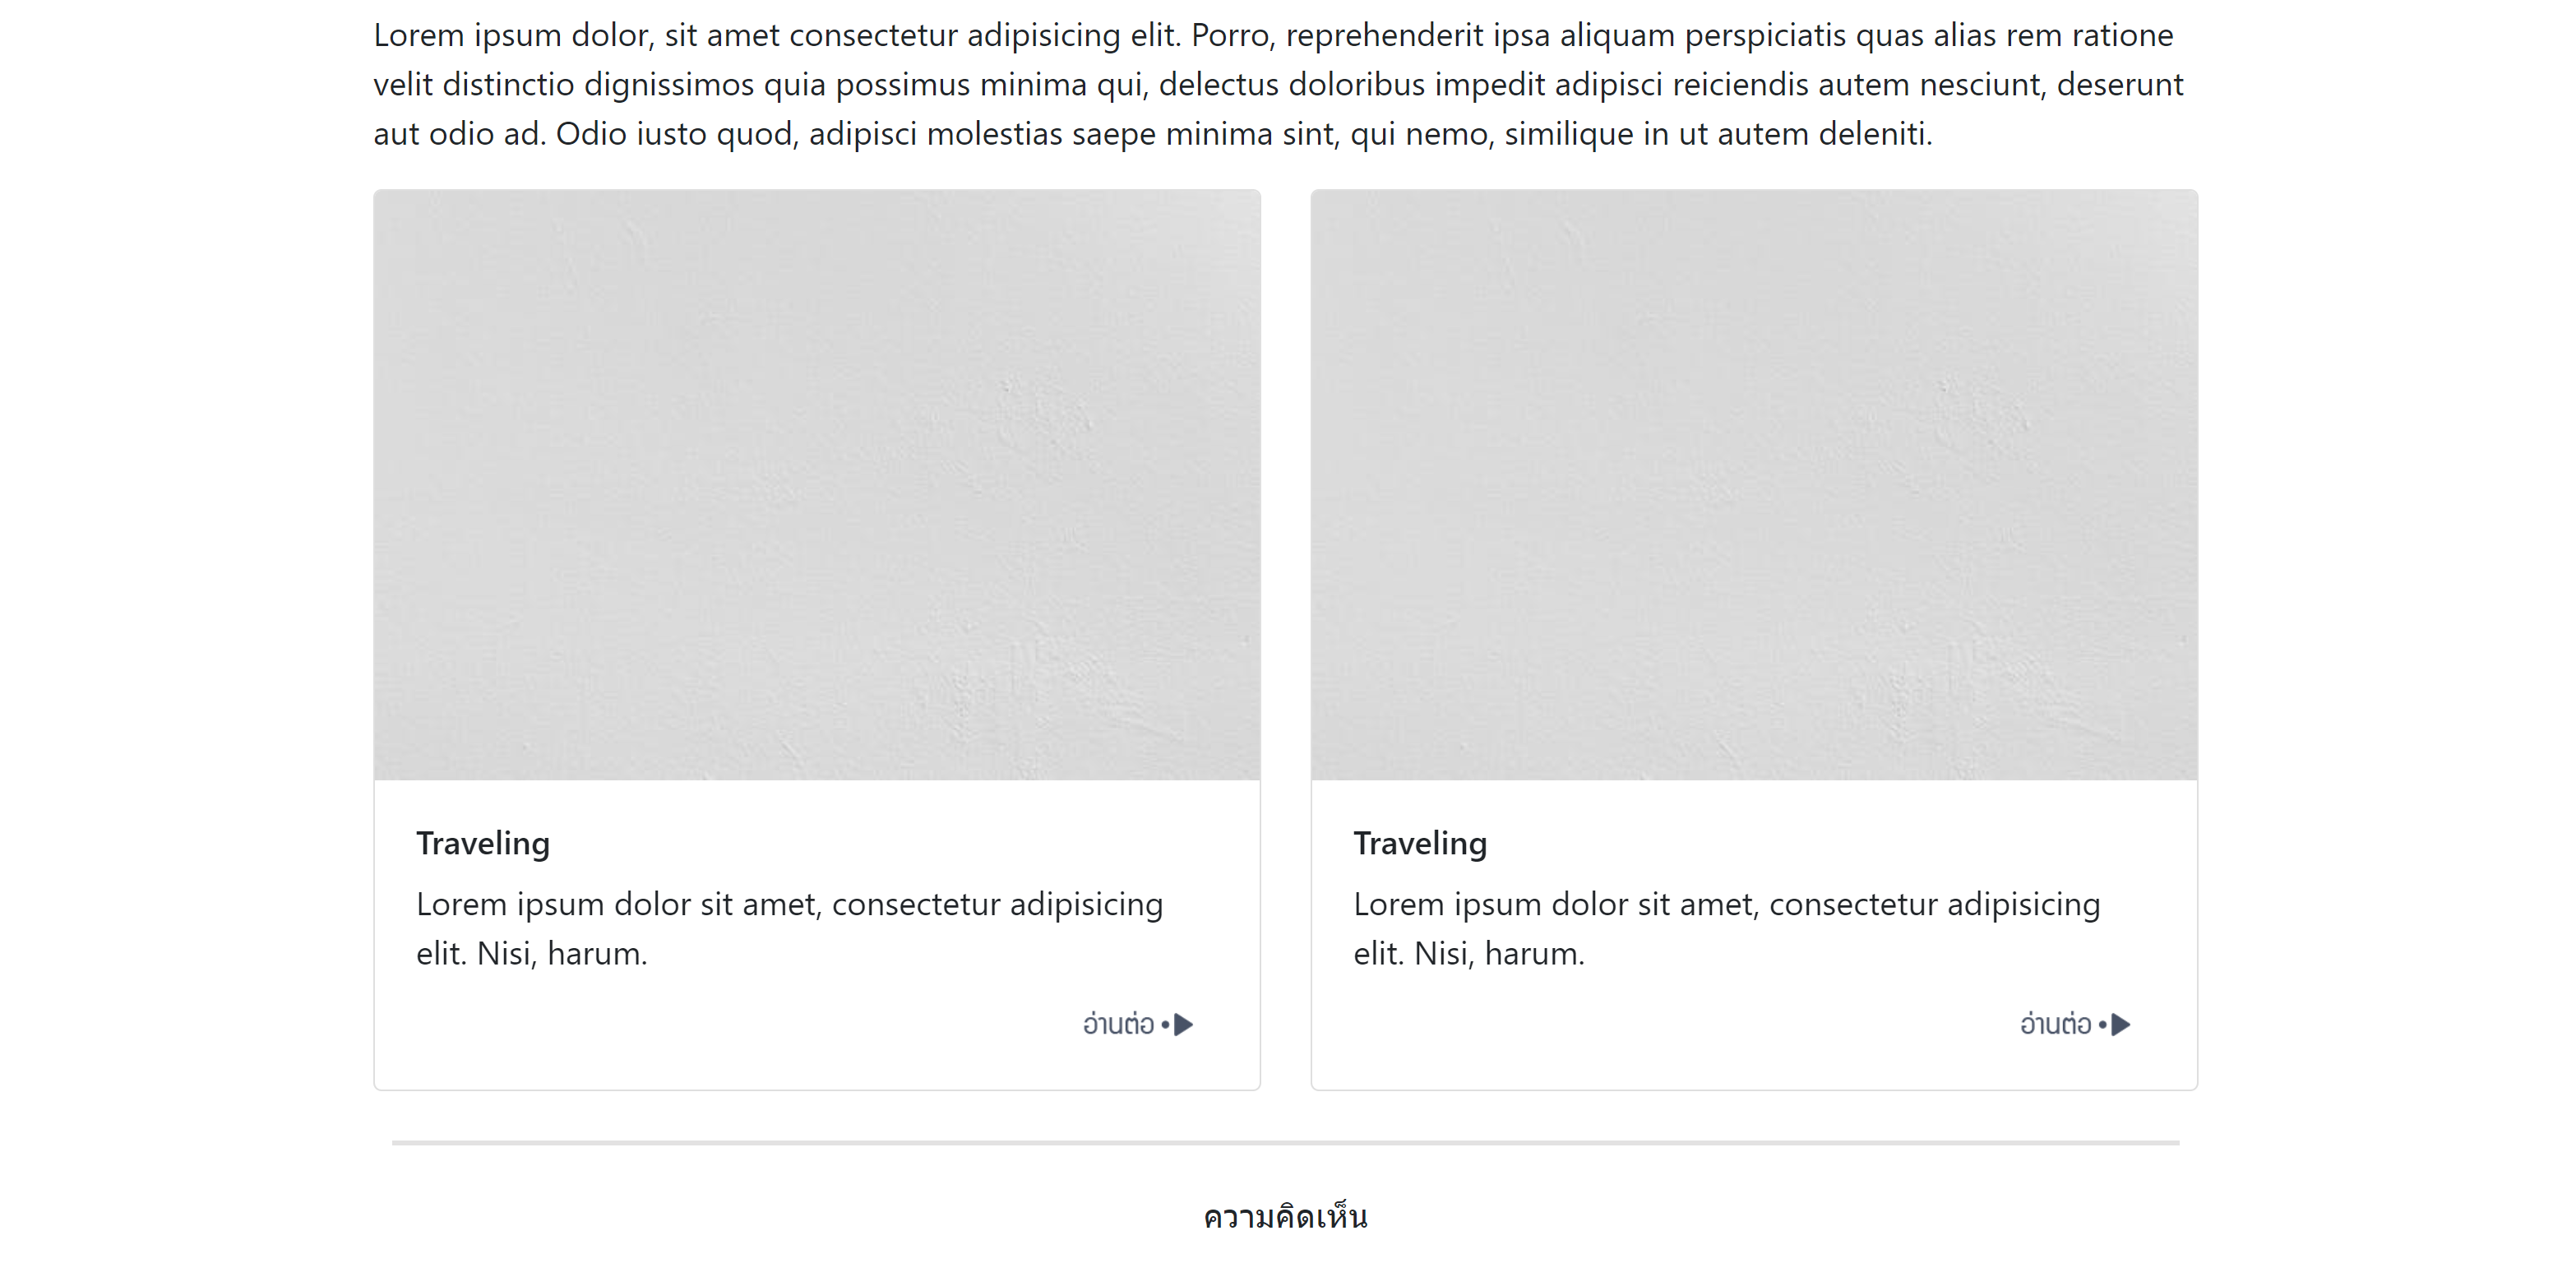 Lorem ipsum dolor, sit amet consectetur adipisicing elit. Porro, reprehenderit ipsa aliquam perspiciatis quas alias rem ratione
velit distinctio dignissimos quia possimus minima qui, delectus doloribus impedit adipisci reiciendis autem nesciunt, deserunt
aut odio ad. Odio iusto quod, adipisci molestias saepe minima sint, qui nemo, similique in ut autem deleniti.
Traveling
Lorem ipsum dolor sit amet, consectetur adipisicing
elit. Nisi, harum.
อ่านต่อ
Traveling
Lorem ipsum dolor sit amet, consectetur adipisicing
elit. Nisi, harum.
อ่านต่อ
ความคิดเห็น